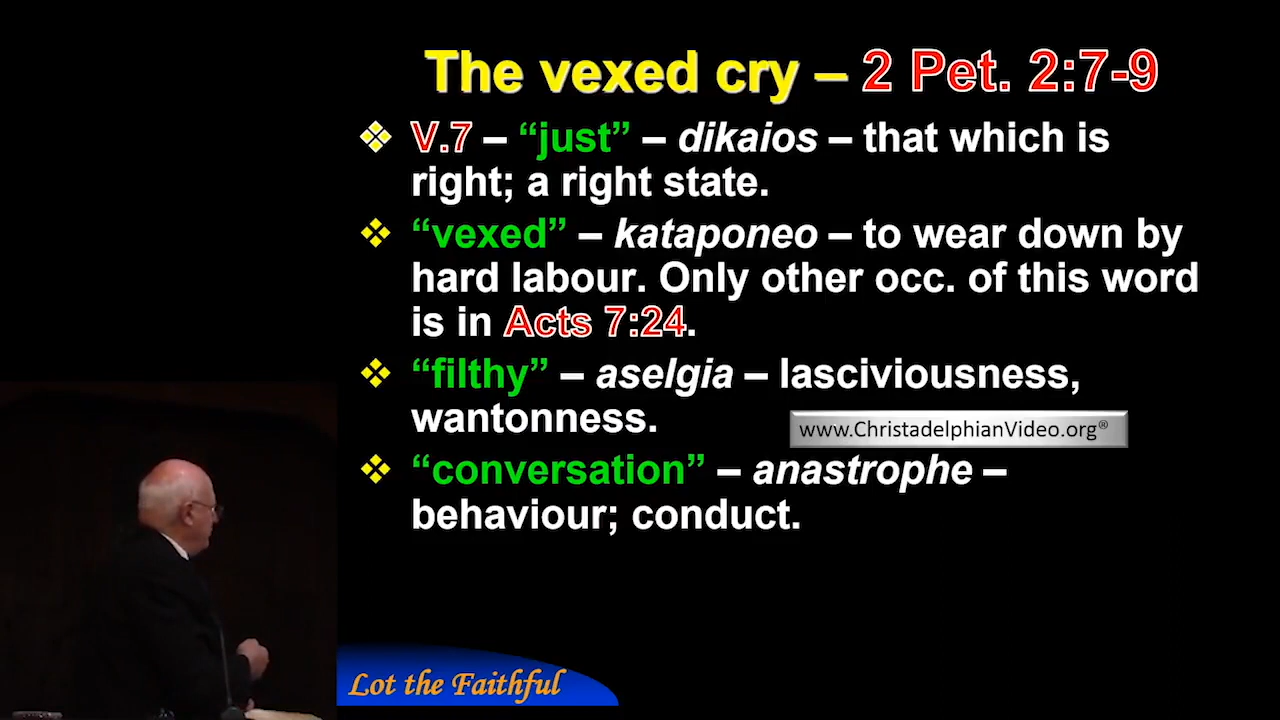 The vexed cry – 2 Pet. 2:7-9
❖ V.7 – “just” – dikaios – that which is
right; a right state.
❖ “vexed” – kataponeo – to wear down by
hard labour. Only other occ. of this word
is in Acts 7:24.
❖ “filthy” – aselgia – lasciviousness,
wantonness.
www.ChristadelphianVideo.org®
❖ “conversation” – anastrophe –
behaviour; conduct.
Lot the Faithful